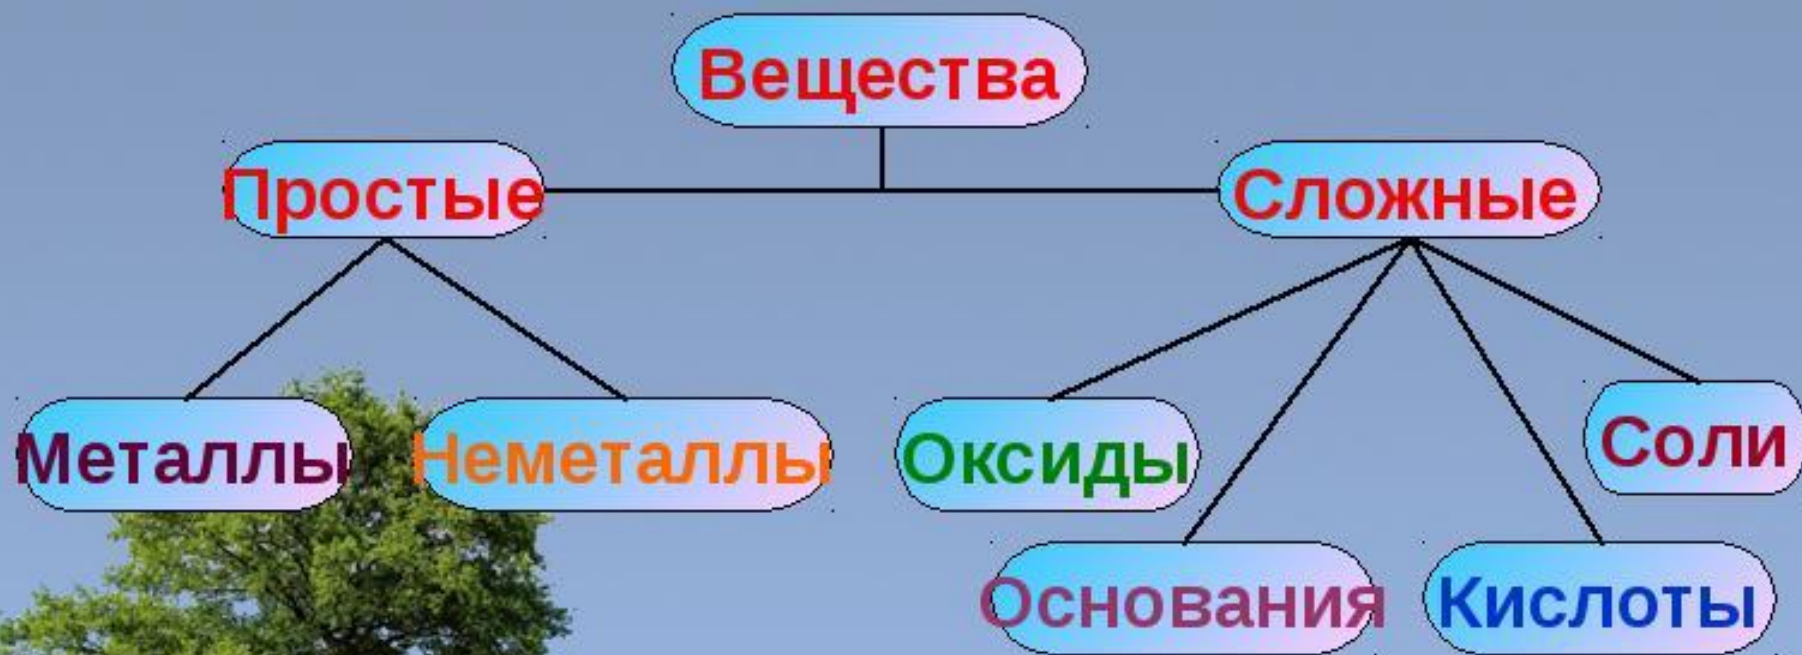 Вещества
Простые
Сложные
Металлы
Неметаллы
Оксиды
Соли
Основания
Кислоты